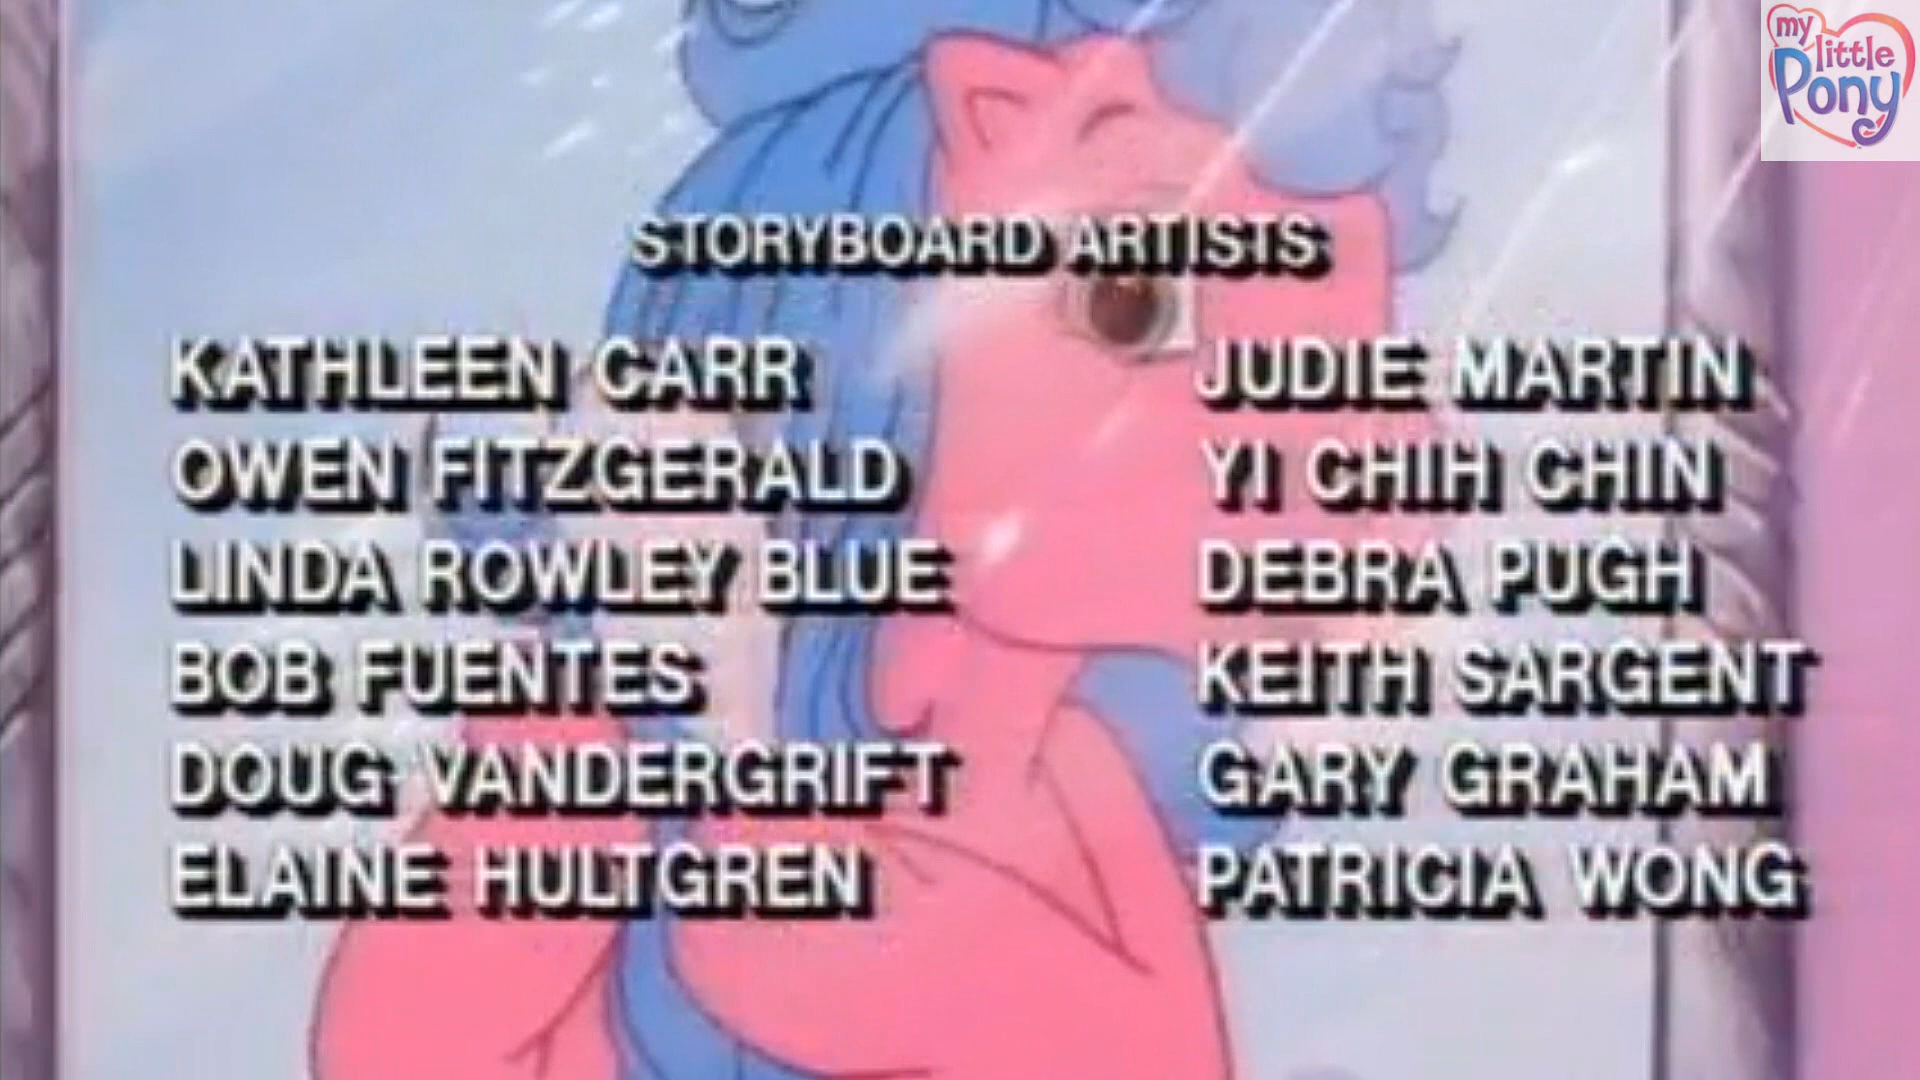 my
little
Pony
STORYBOARD ARTISTS
KATHLEEN CARR
OWEN FITZGERALD
LINDA ROWLEY BLUE
BOB FUENTES
DOUG VANDERGRIFT
ELAINE HULTGREN
JUDIE MARTIN
YI CHIH CHIN
DEBRA PUGH
KEITH SARGENT
GARY GRAHAM
PATRICIA WONG